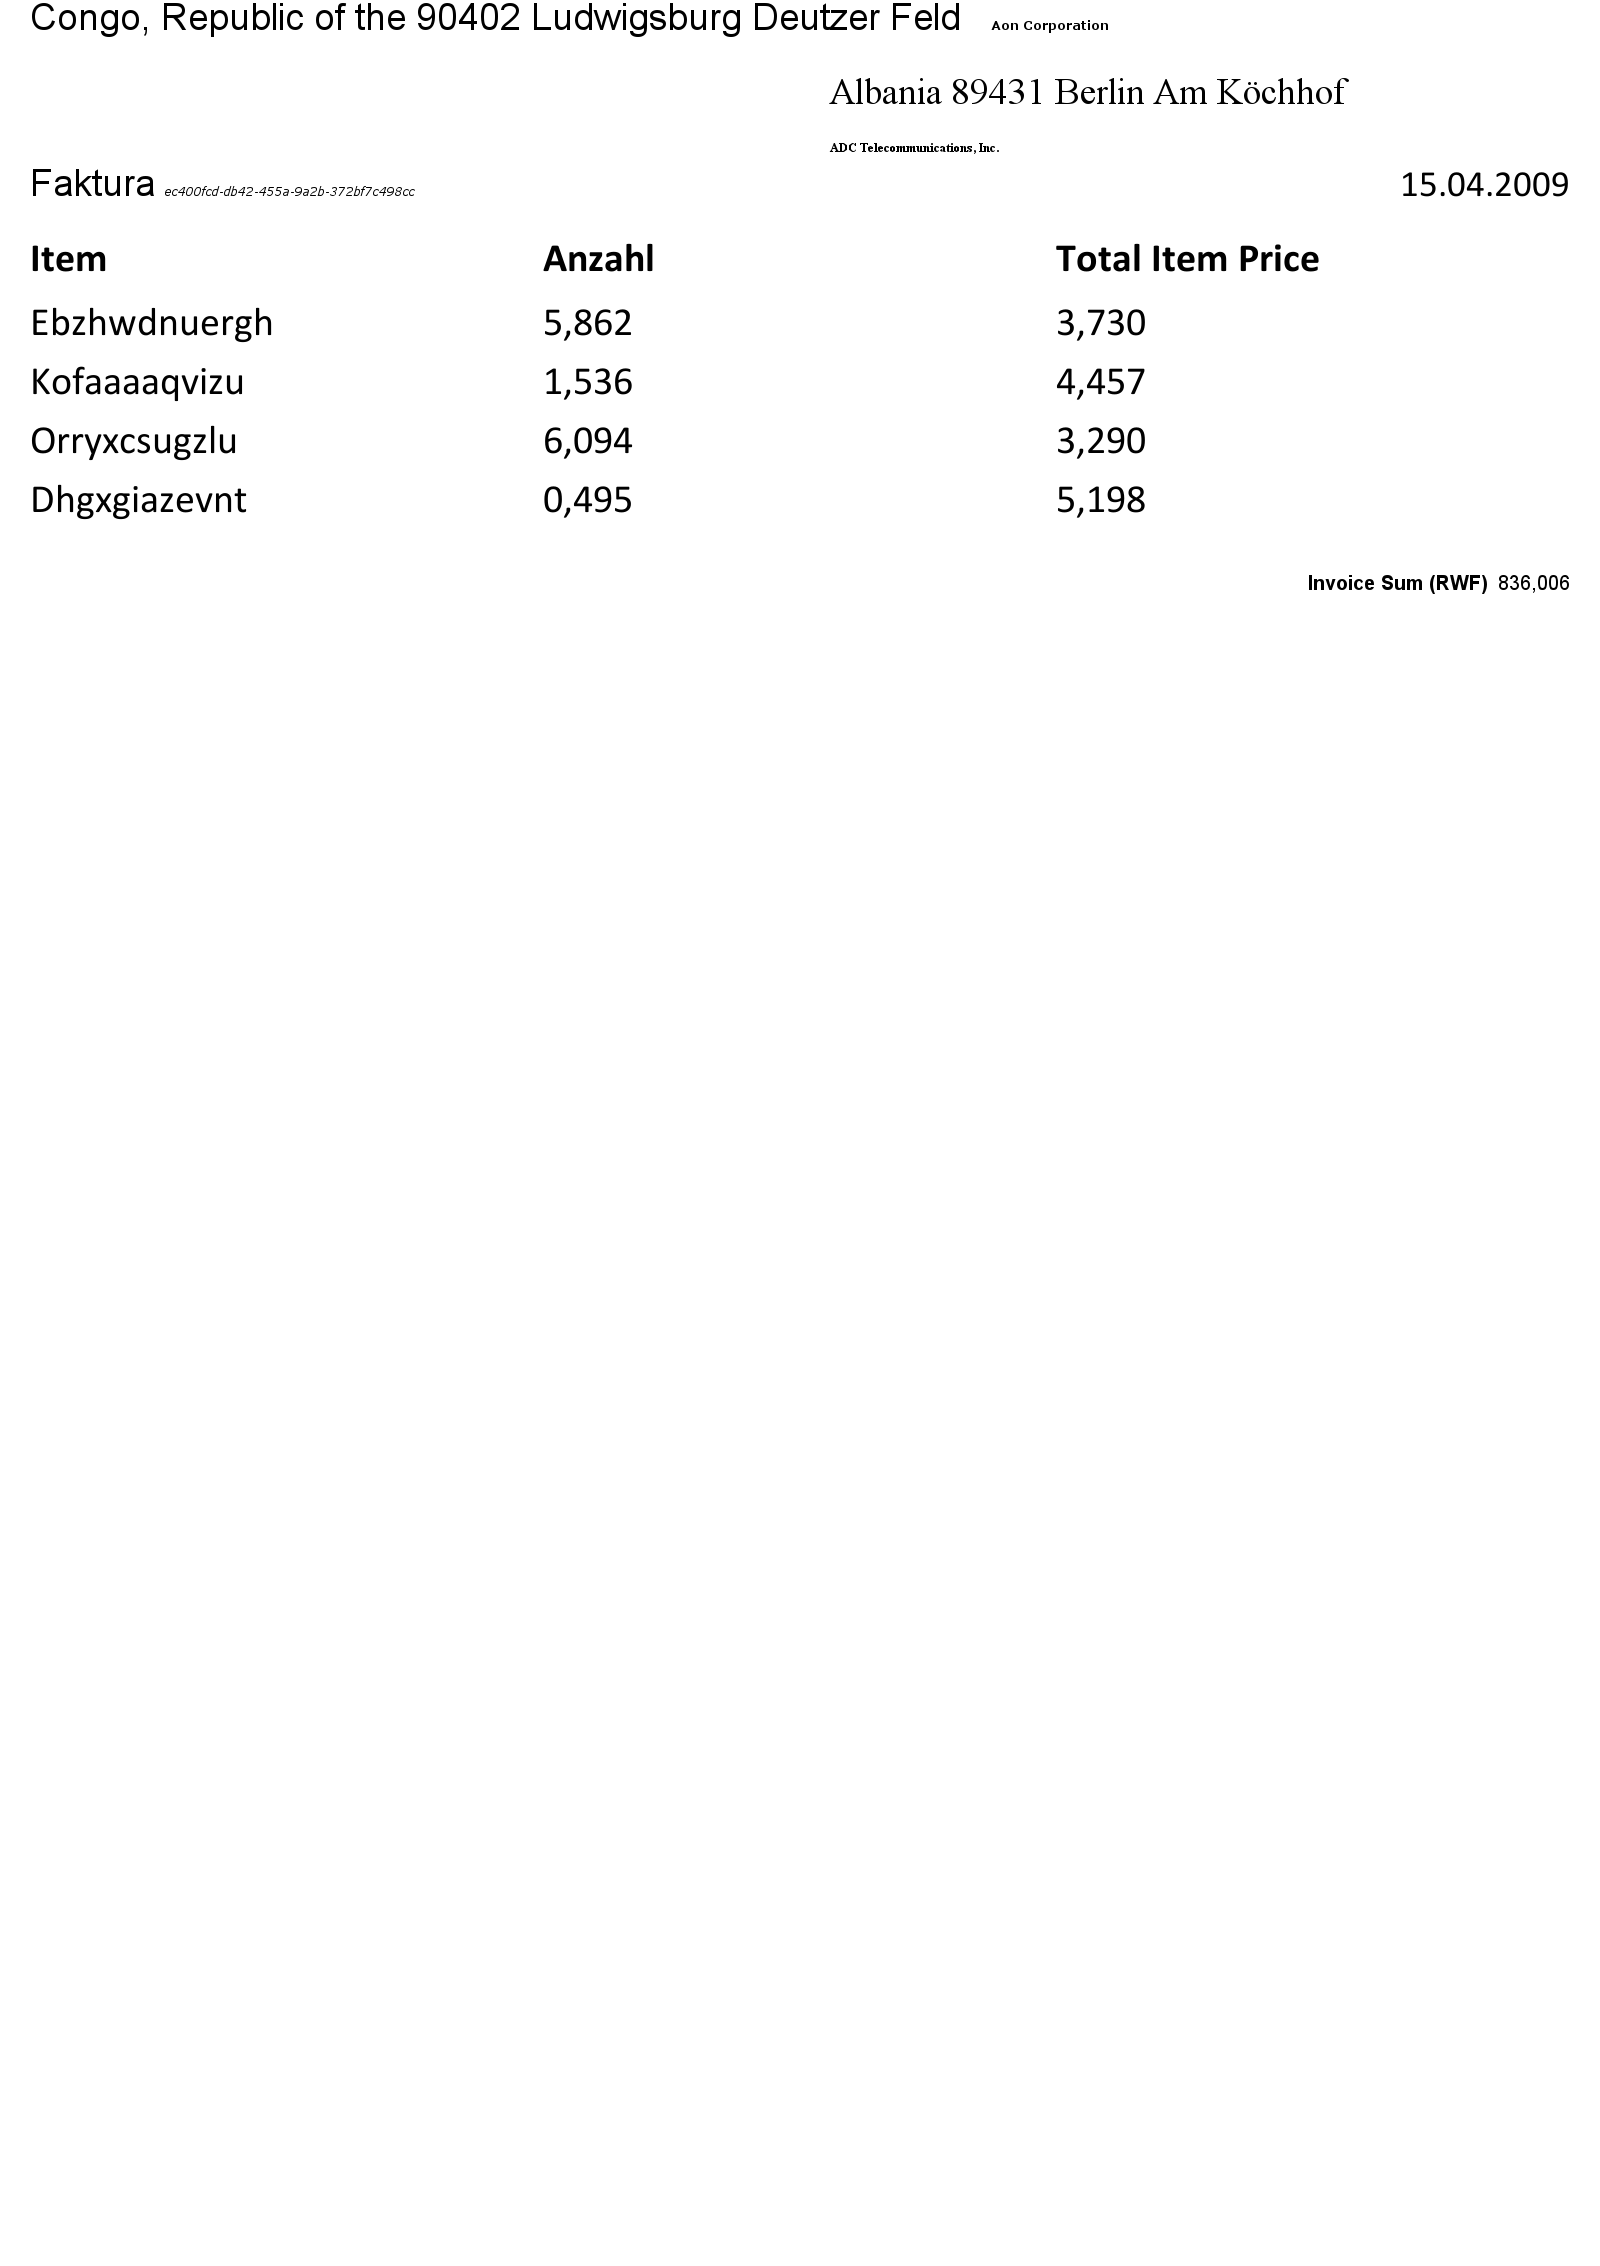 Congo, Republic of the 90402 Ludwigsburg Deutzer Feld Aon Corporation
Albania 89431 Berlin Am Köchhof
ADC Telecommunications, Inc.
Faktura ec400fcd-db42-455a-9a2b-372bf7c498cc 15.04.2009
Item Anzahl Total Item Price
Ebzhwdnuergh 5,862 3,730
Kofaaaaqvizu 1,536 4,457
Orryxcsugzlu 6,094 3,290
Dhgxgiazevnt 0,495 5,198
Invoice Sum (RWF) 836,006